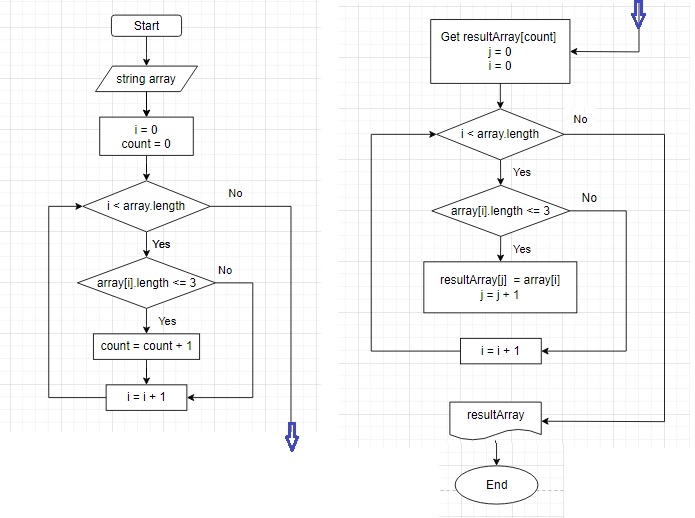 Start
string array
i = 0
count = 0
i < array.length
No
Yes
array[i].length <= 3
No
Yes
count = count + 1
i = i + 1
Get resultArray[count]
j = 0
i = 0
i < array.length
No
Yes
array[i].length <= 3
No
Yes
resultArray[j] = array[i]
j = j + 1
i = i + 1
resultArray
End